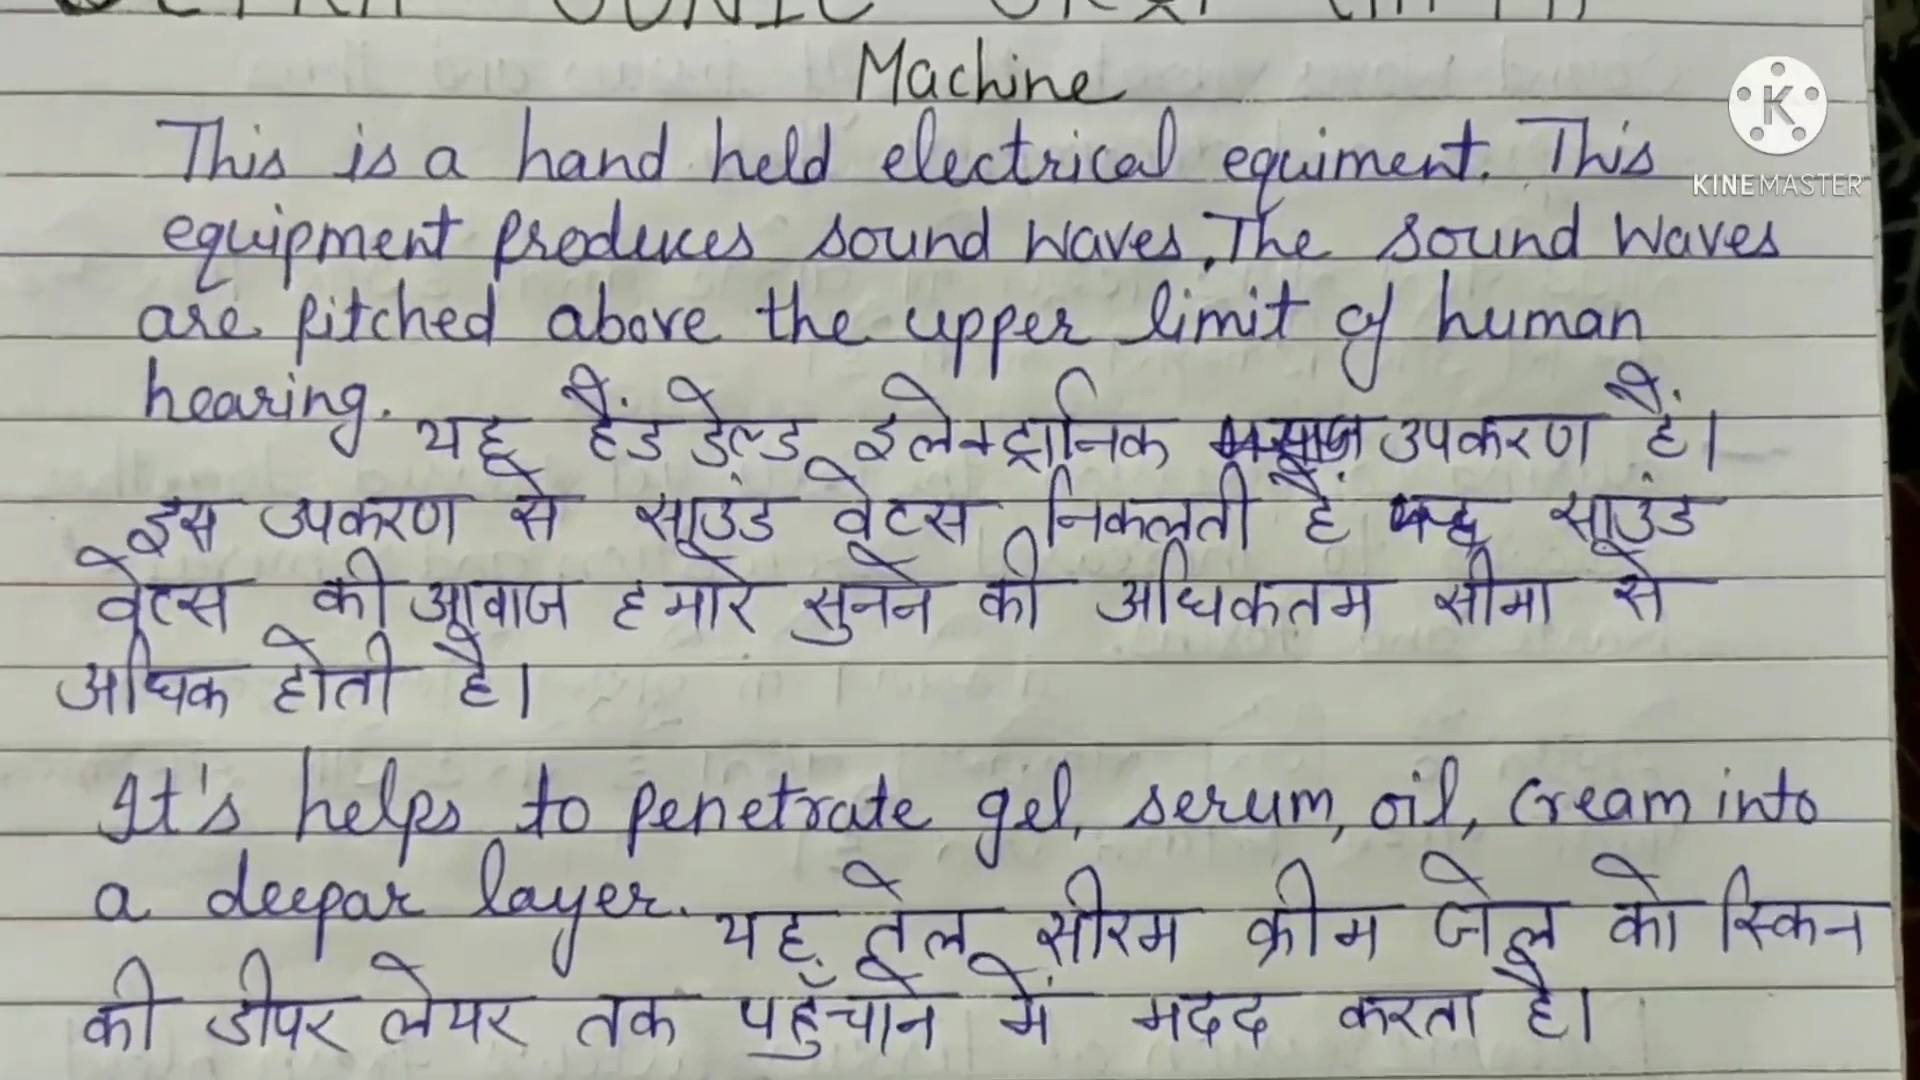 SONIC
Machine
This is a hand held electrical equiment. This
KINEMASTER
equipment produces sound waves. The sound waves
are pitched above the upper limit of human
hearing.
यह हैंड डेल्ड इलेक्ट्रानिक उपकरण हैं।
इस उपकरण से साउंड वेव्स निकलती हैं यह साउंड
वेव्स की आवाज हमारे सुनने की अधिकतम सीमा से
अधिक होती है।
It's helps to penetrate gel, serum, oil, cream into
a deepar layer. यह तेल सीरम क्रीम जेल को स्किन
की डीपर लेयर तक पहुँचाने में मदद करता है।